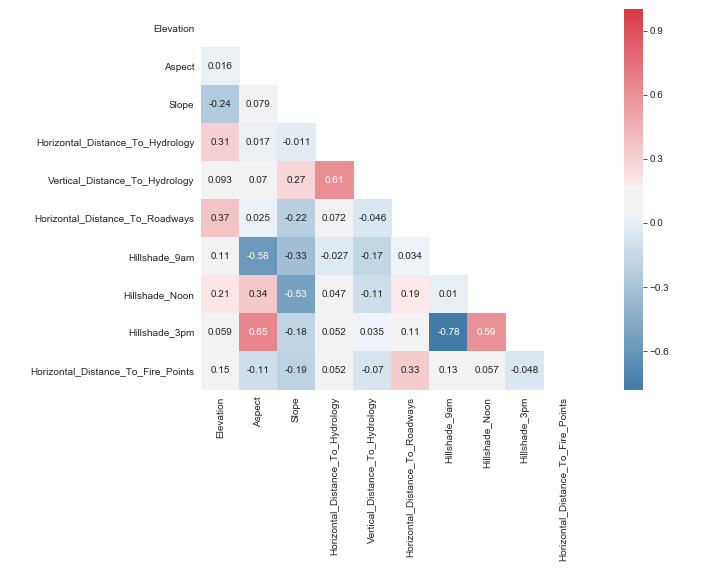 Elevation
Aspect 0.016
Slope -0.24 0.079
Horizontal_Distance_To_Hydrology 0.31 0.017 -0.011
Vertical_Distance_To_Hydrology 0.093 0.07 0.27 0.61
Horizontal_Distance_To_Roadways 0.37 0.025 -0.22 0.072 -0.046
Hillshade_9am 0.11 -0.58 -0.33 -0.027 -0.17 0.034
Hillshade_Noon 0.21 0.34 -0.53 0.047 -0.11 0.19 0.01
Hillshade_3pm 0.059 0.65 -0.18 0.052 0.035 0.11 -0.78 0.59
Horizontal_Distance_To_Fire_Points 0.15 -0.11 -0.19 0.052 -0.07 0.33 0.13 0.057 -0.048
Elevation
Aspect
Slope
Horizontal_Distance_To_Hydrology
Vertical_Distance_To_Hydrology
Horizontal_Distance_To_Roadways
Hillshade_9am
Hillshade_Noon
Hillshade_3pm
Horizontal_Distance_To_Fire_Points
0.9
0.6
0.3
0.0
−0.3
−0.6